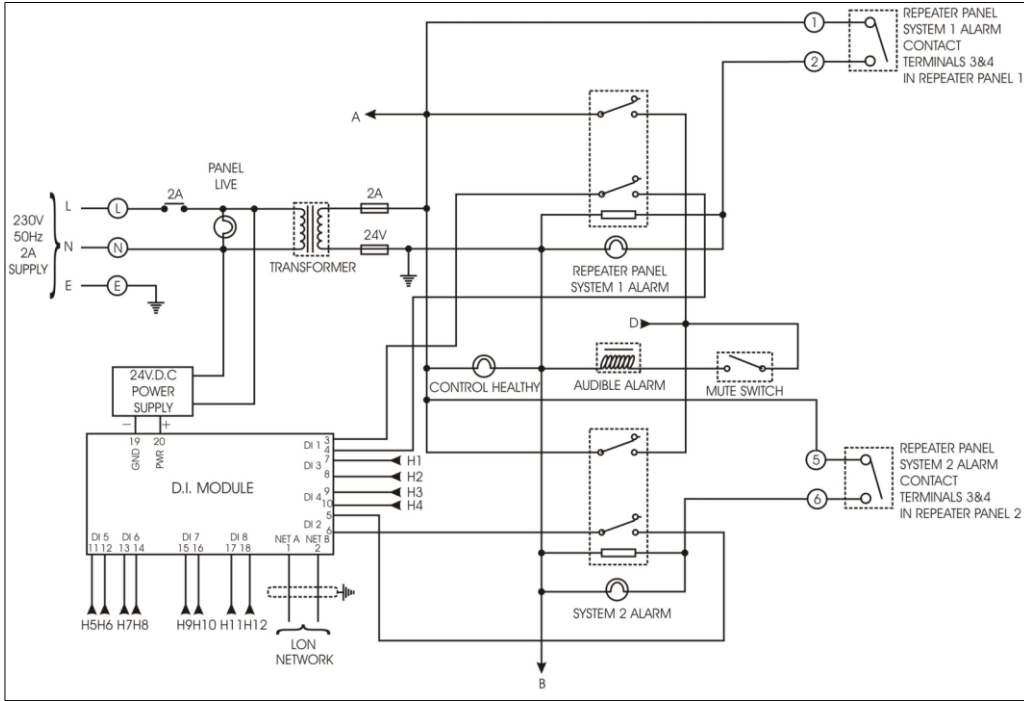 1
REPEATER PANEL
SYSTEM 1 ALARM
CONTACT
TERMINALS 3&4
IN REPEATER PANEL 1
2
A
PANEL
LIVE
230V
50Hz
2A
SUPPLY
L
L
2A
2A
N
N
24V
E
E
TRANSFORMER
REPEATER PANEL
SYSTEM 1 ALARM
D
CONTROL HEALTHY
AUDIBLE ALARM
MUTE SWITCH
24V.D.C
POWER
SUPPLY
- +
19 20
GND PWR
D.I. MODULE
DI 1 3
4
DI 3 7
8
DI 4 9
10
DI 2 5
6
H1
H2
H3
H4
5
6
REPEATER PANEL
SYSTEM 2 ALARM
CONTACT
TERMINALS 3&4
IN REPEATER PANEL 2
DI 5 DI 6 DI 7 DI 8 NET A NET B
11 12 13 14 15 16 17 18 1 2
H5H6 H7H8 H9H10 H11H12
LON
NETWORK
SYSTEM 2 ALARM
B